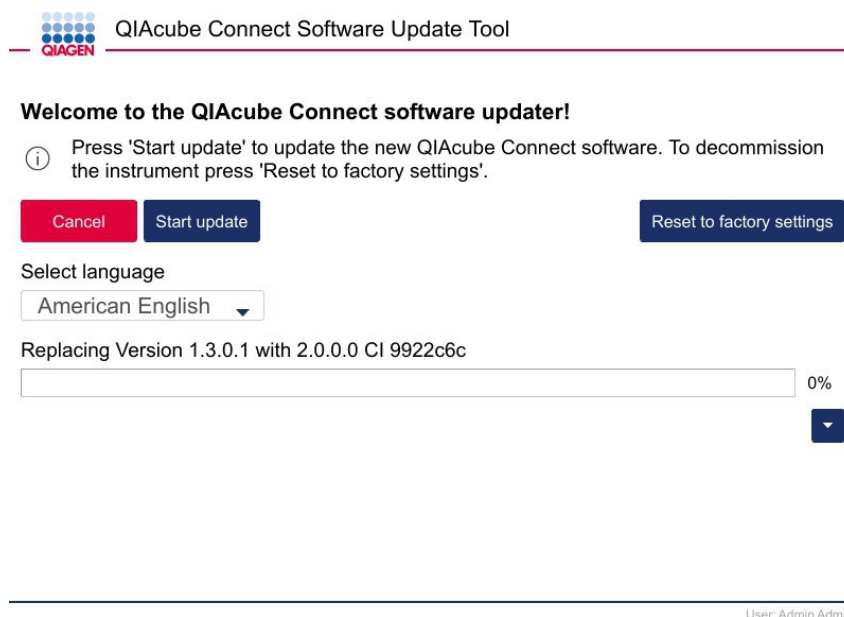 QIAGEN
QIAcube Connect Software Update Tool
Welcome to the QIAcube Connect software updater!
Press 'Start update' to update the new QIAcube Connect software. To decommission
the instrument press 'Reset to factory settings'.
Cancel
Start update
Reset to factory settings
Select language
American English
Replacing Version 1.3.0.1 with 2.0.0.0 CI 9922c6c
0%
User: Admin Admi